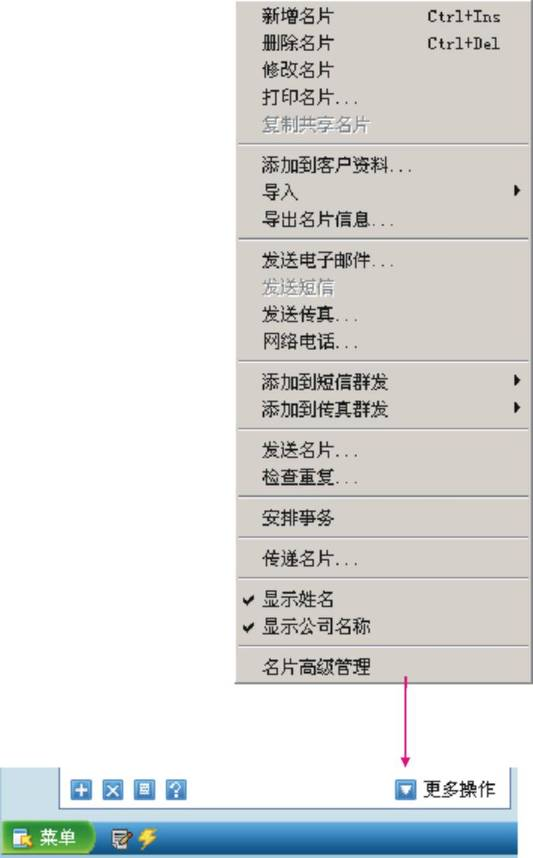 新增名片 Ctrl+Ins
删除名片 Ctrl+Del
修改名片
打印名片...
复制共享名片
添加到客户资料...
导入
导出名片信息...
发送电子邮件...
发送短信
发送传真...
网络电话...
添加到短信群发
添加到传真群发
发送名片...
检查重复...
安排事务
传递名片...
显示姓名
显示公司名称
名片高级管理
更多操作
菜单